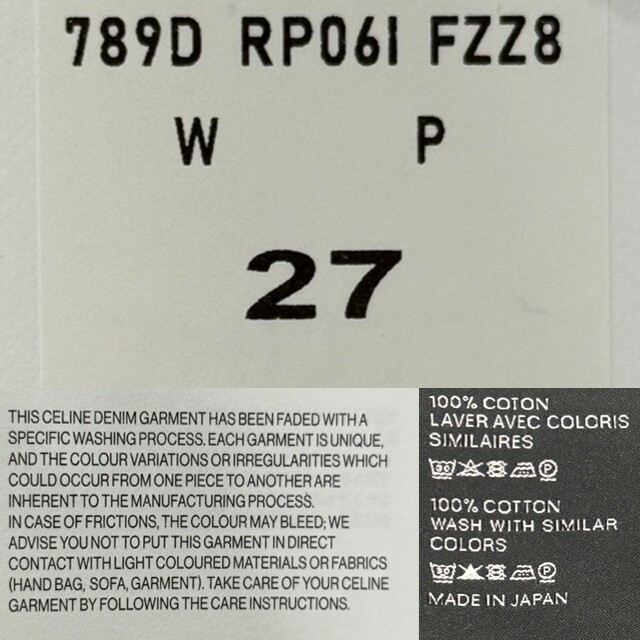 789D RP06I FZZ8
W P
27
THIS CELINE DENIM GARMENT HAS BEEN FADED WITH A
SPECIFIC WASHING PROCESS. EACH GARMENT IS UNIQUE,
AND THE COLOUR VARIATIONS OR IRREGULARITIES WHICH
COULD OCCUR FROM ONE PIECE TO ANOTHER ARE
INHERENT TO THE MANUFACTURING PROCESS.
IN CASE OF FRICTIONS, THE COLOUR MAY BLEED; WE
ADVISE YOU NOT TO PUT THIS GARMENT IN DIRECT
CONTACT WITH LIGHT COLOURED MATERIALS OR FABRICS
(HAND BAG, SOFA, GARMENT). TAKE CARE OF YOUR CELINE
GARMENT BY FOLLOWING THE CARE INSTRUCTIONS.
100% COTON
LAVER AVEC COLORIS
SIMILAIRES
30 P
100% COTTON
WASH WITH SIMILAR
COLORS
30 P
MADE IN JAPAN